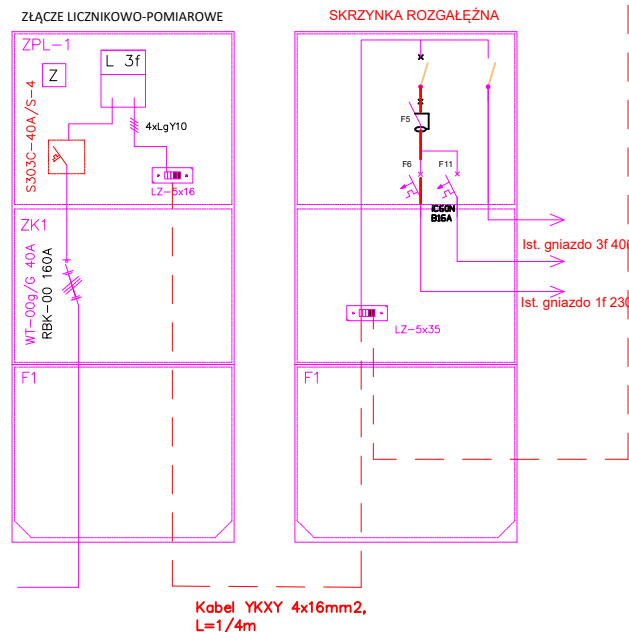 ZŁĄCZE LICZNIKOWO-POMIAROWE
SKRZYNKA ROZGAŁĘŹNA
ZPL-1
Z
L 3f
S303C-40A/S-4
4xLgY10
LZ-5x16
ZK1
WT-00g/G 40A
RBK-00 160A
F1
F5
F6
F11
iC60N
B16A
Ist. gniazdo 3f
Ist. gniazdo 1f
LZ-5x35
F1
Kabel YKXY 4x16mm2,
L=1/4m